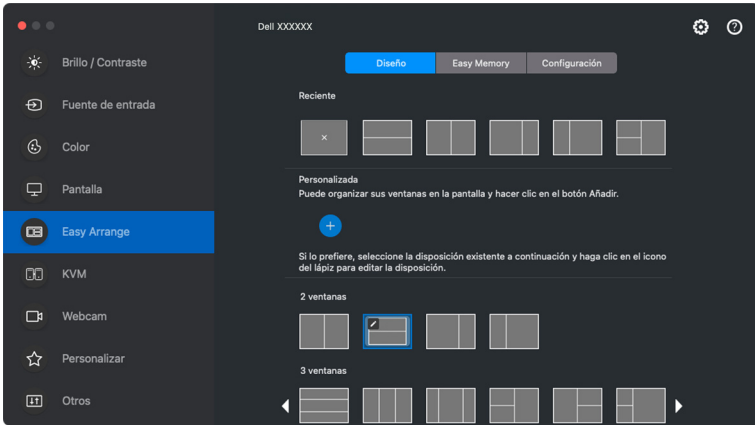 Dell XXXXXX
Brillo / Contraste
Fuente de entrada
Color
Pantalla
Easy Arrange
KVM
Webcam
Personalizar
Otros
Diseño
Easy Memory
Configuración
Reciente
Personalizada
Puede organizar sus ventanas en la pantalla y hacer clic en el botón Añadir.
Si lo prefiere, seleccione la disposición existente a continuación y haga clic en el icono
del lápiz para editar la disposición.
2 ventanas
3 ventanas